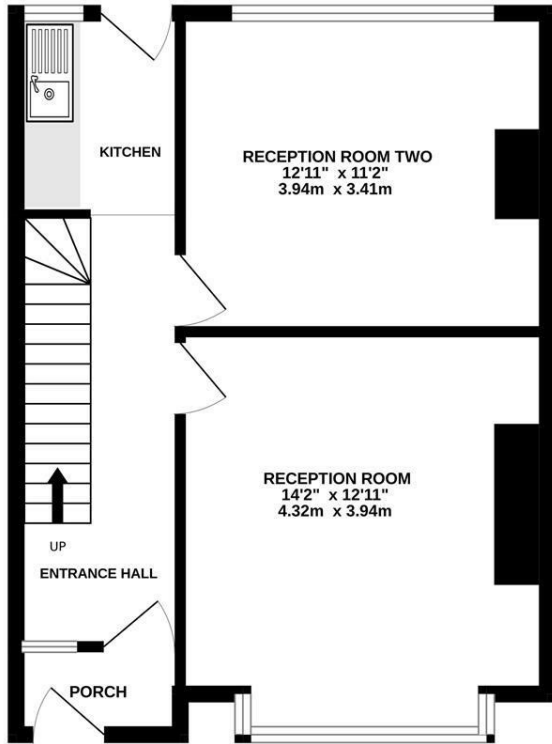 KITCHEN
RECEPTION ROOM TWO
12'11" x 11'2"
3.94m x 3.41m
RECEPTION ROOM
14'2" x 12'11"
4.32m x 3.94m
UP
ENTRANCE HALL
PORCH